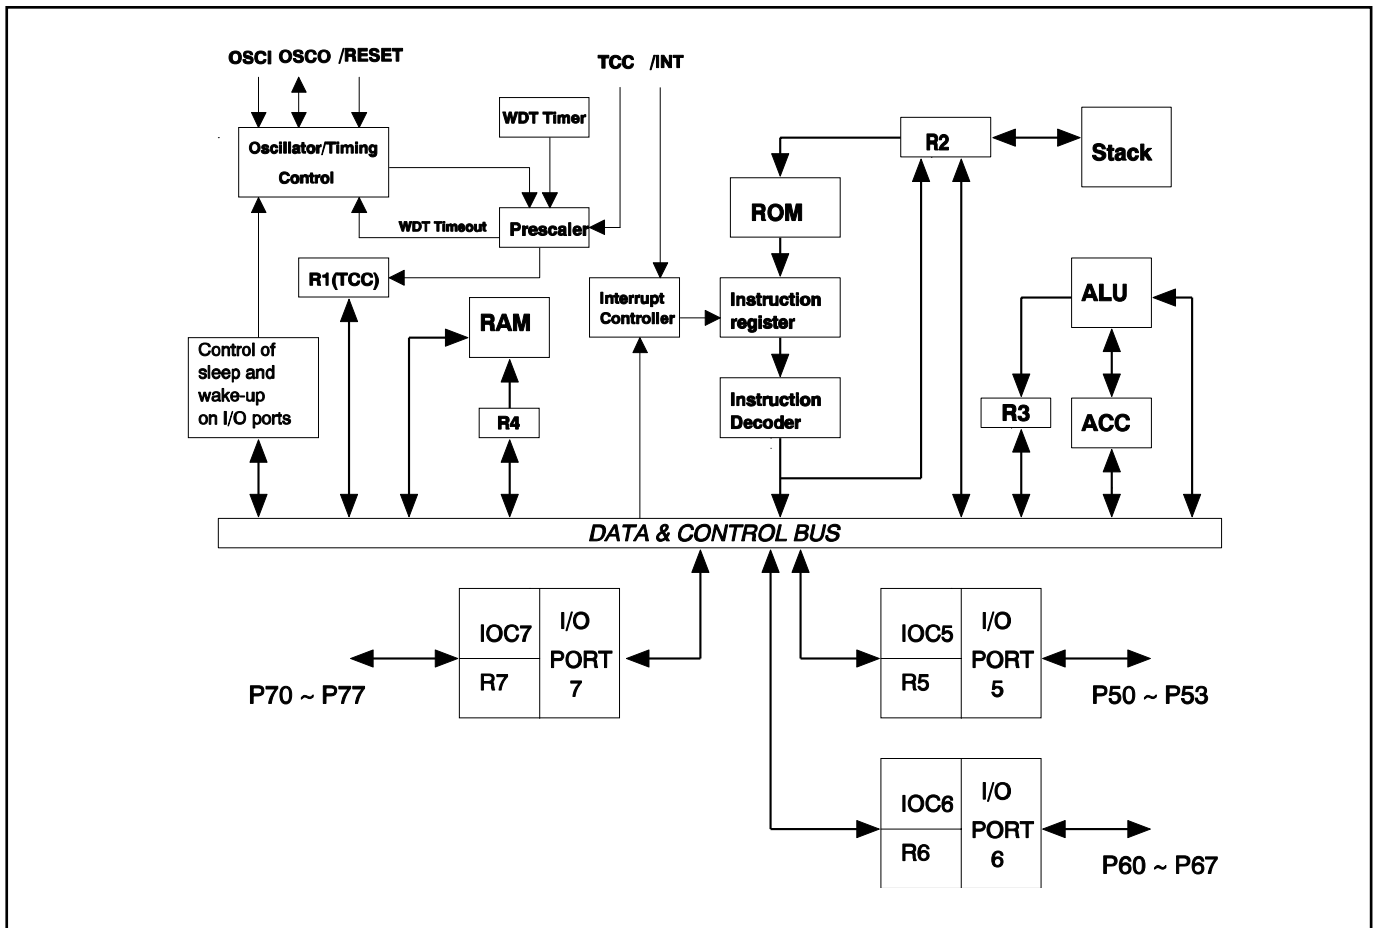 OSCI OSCO /RESET
TCC /INT
WDT Timer
Oscillator/Timing
Control
R2
Stack
WDT Timeout
Prescaler
ROM
R1(TCC)
Interrupt
Controller
Instruction
register
ALU
RAM
Control of
sleep and
wake-up
on I/O ports
R4
Instruction
Decoder
R3
ACC
DATA & CONTROL BUS
IOC7
R7
I/O
PORT
7
P70 ~ P77
IOC5
R5
I/O
PORT
5
P50 ~ P53
IOC6
R6
I/O
PORT
6
P60 ~ P67